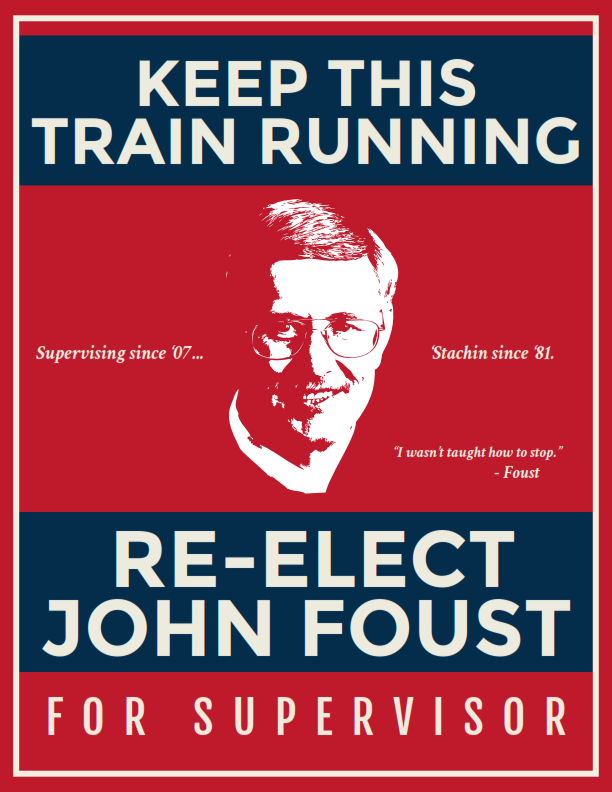 KEEP THIS
TRAIN RUNNING
Supervising since ‘07...
‘Stachin since ‘81.
“I wasn’t taught how to stop.”
- Foust
RE-ELECT
JOHN FOUST
FOR SUPERVISOR